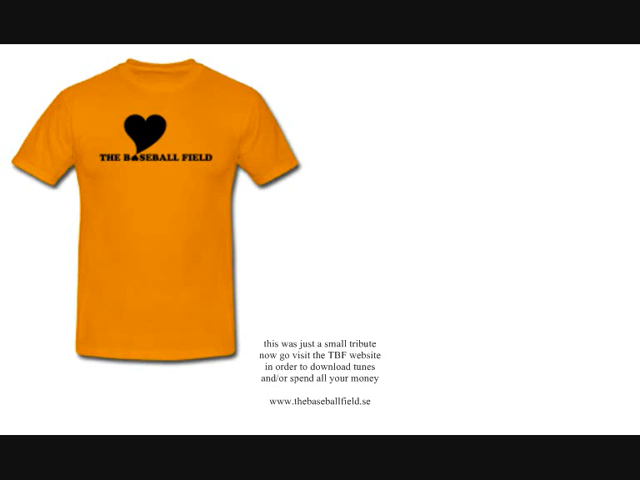 THE BASEBALL FIELD
this was just a small tribute
now go visit the TBF website
in order to download tunes
and/or spend all your money
www.thebaseballfield.se